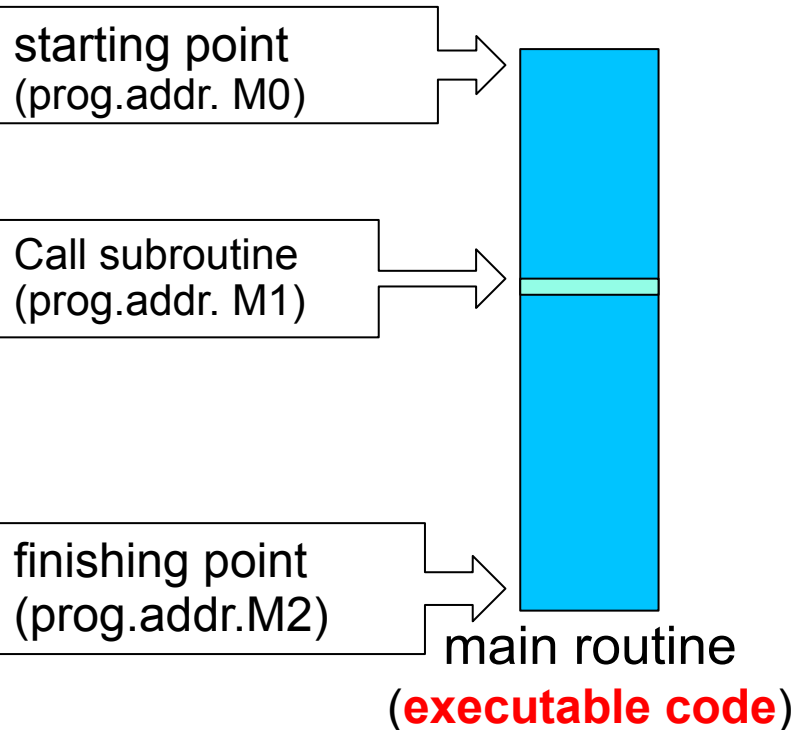 starting point
(prog.addr. M0)
Call subroutine
(prog.addr. M1)
finishing point
(prog.addr.M2)
main routine
(executable code)